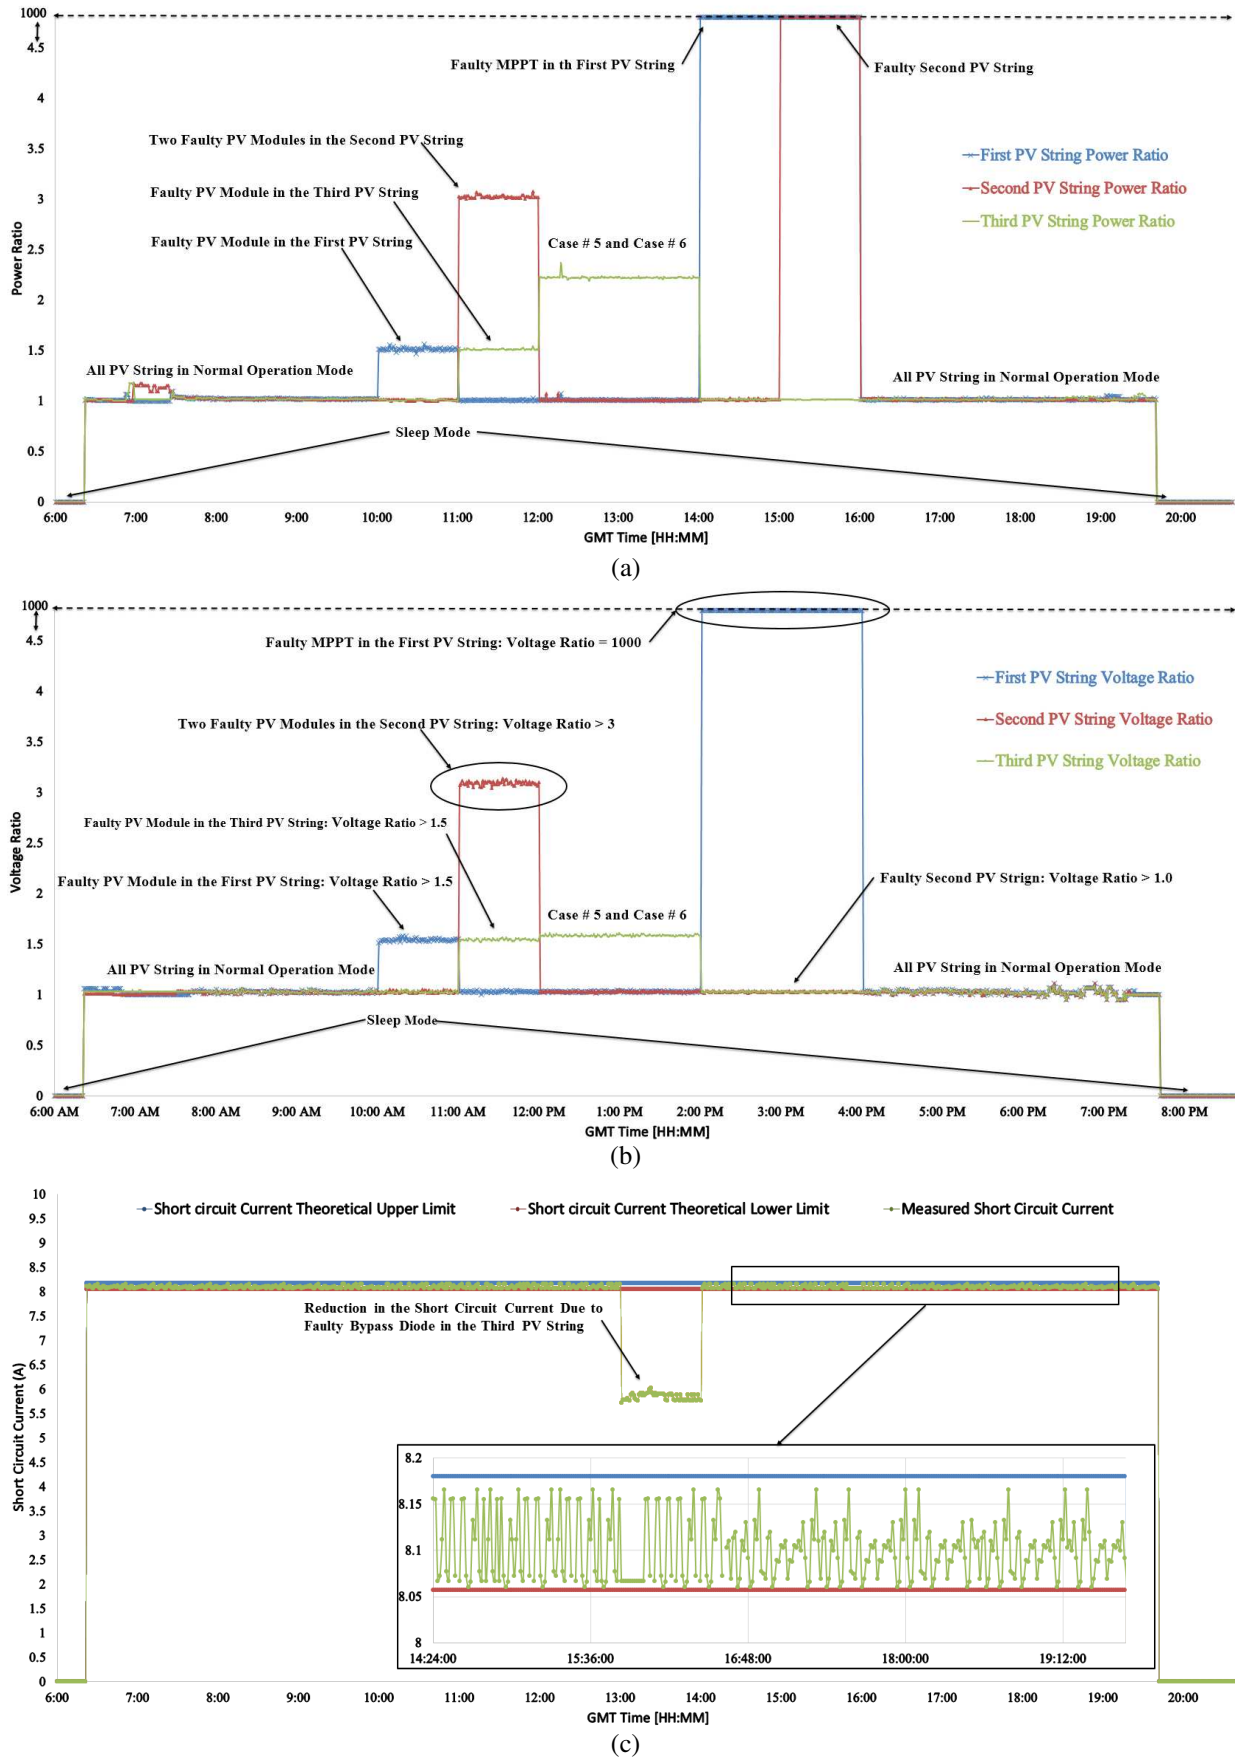 1000
4.5
4
3.5
3
2.5
2
1.5
1
0.5
0
Power Ratio
Faulty MPPT in th First PV String
Faulty Second PV String
Two Faulty PV Modules in the Second PV String
Faulty PV Module in the Third PV String
Faulty PV Module in the First PV String
Case # 5 and Case # 6
First PV String Power Ratio
Second PV String Power Ratio
Third PV String Power Ratio
All PV String in Normal Operation Mode
All PV String in Normal Operation Mode
Sleep Mode
6:00 7:00 8:00 9:00 10:00 11:00 12:00 13:00 14:00 15:00 16:00 17:00 18:00 19:00 20:00
GMT Time [HH:MM]
(a)
1000
4.5
4
3.5
3
2.5
2
1.5
1
0.5
0
Voltage Ratio
Faulty MPPT in the First PV String: Voltage Ratio = 1000
Two Faulty PV Modules in the Second PV String: Voltage Ratio > 3
Faulty PV Module in the Third PV String: Voltage Ratio > 1.5
Faulty PV Module in the First PV String: Voltage Ratio > 1.5
Case # 5 and Case # 6
Faulty Second PV Strign: Voltage Ratio > 1.0
First PV String Voltage Ratio
Second PV String Voltage Ratio
Third PV String Voltage Ratio
All PV String in Normal Operation Mode
All PV String in Normal Operation Mode
Sleep Mode
6:00 AM 7:00 AM 8:00 AM 9:00 AM 10:00 AM 11:00 AM 12:00 PM 1:00 PM 2:00 PM 3:00 PM 4:00 PM 5:00 PM 6:00 PM 7:00 PM 8:00 PM
GMT Time [HH:MM]
(b)
10
9.5
9
8.5
8
7.5
7
6.5
6
5.5
5
4.5
4
3.5
3
2.5
2
1.5
1
0.5
0
Short Circuit Current (A)
Short circuit Current Theoretical Upper Limit
Short circuit Current Theoretical Lower Limit
Measured Short Circuit Current
Reduction in the Short Circuit Current Due to
Faulty Bypass Diode in the Third PV String
8.2
8.15
8.1
8.05
8
14:24:00 15:36:00 16:48:00 18:00:00 19:12:00
6:00 7:00 8:00 9:00 10:00 11:00 12:00 13:00 14:00 15:00 16:00 17:00 18:00 19:00 20:00
GMT Time [HH:MM]
(c)